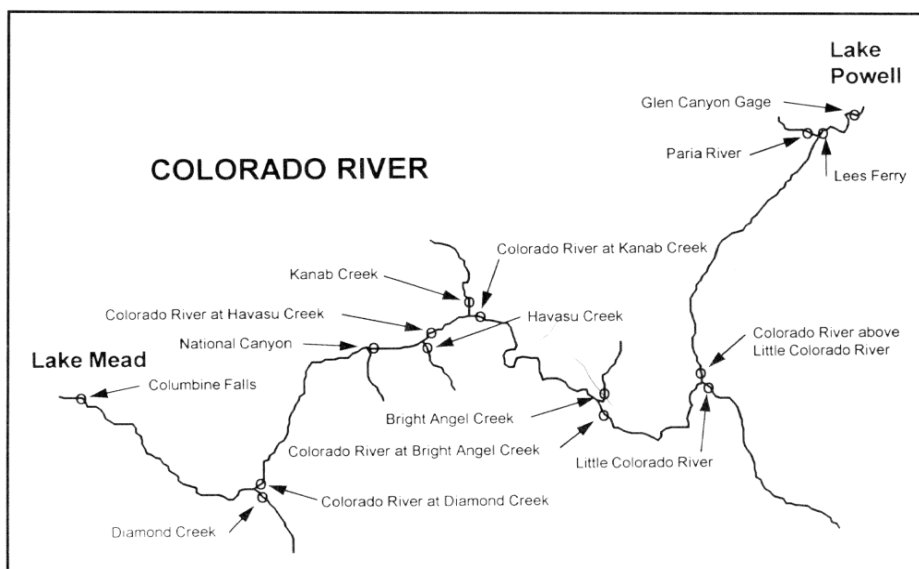 Lake
Powell
Glen Canyon Gage
Paria River
Lees Ferry
COLORADO RIVER
Colorado River at Kanab Creek
Kanab Creek
Colorado River at Havasu Creek
Havasu Creek
National Canyon
Colorado River above
Little Colorado River
Lake Mead
Columbine Falls
Bright Angel Creek
Colorado River at Bright Angel Creek
Little Colorado River
Colorado River at Diamond Creek
Diamond Creek